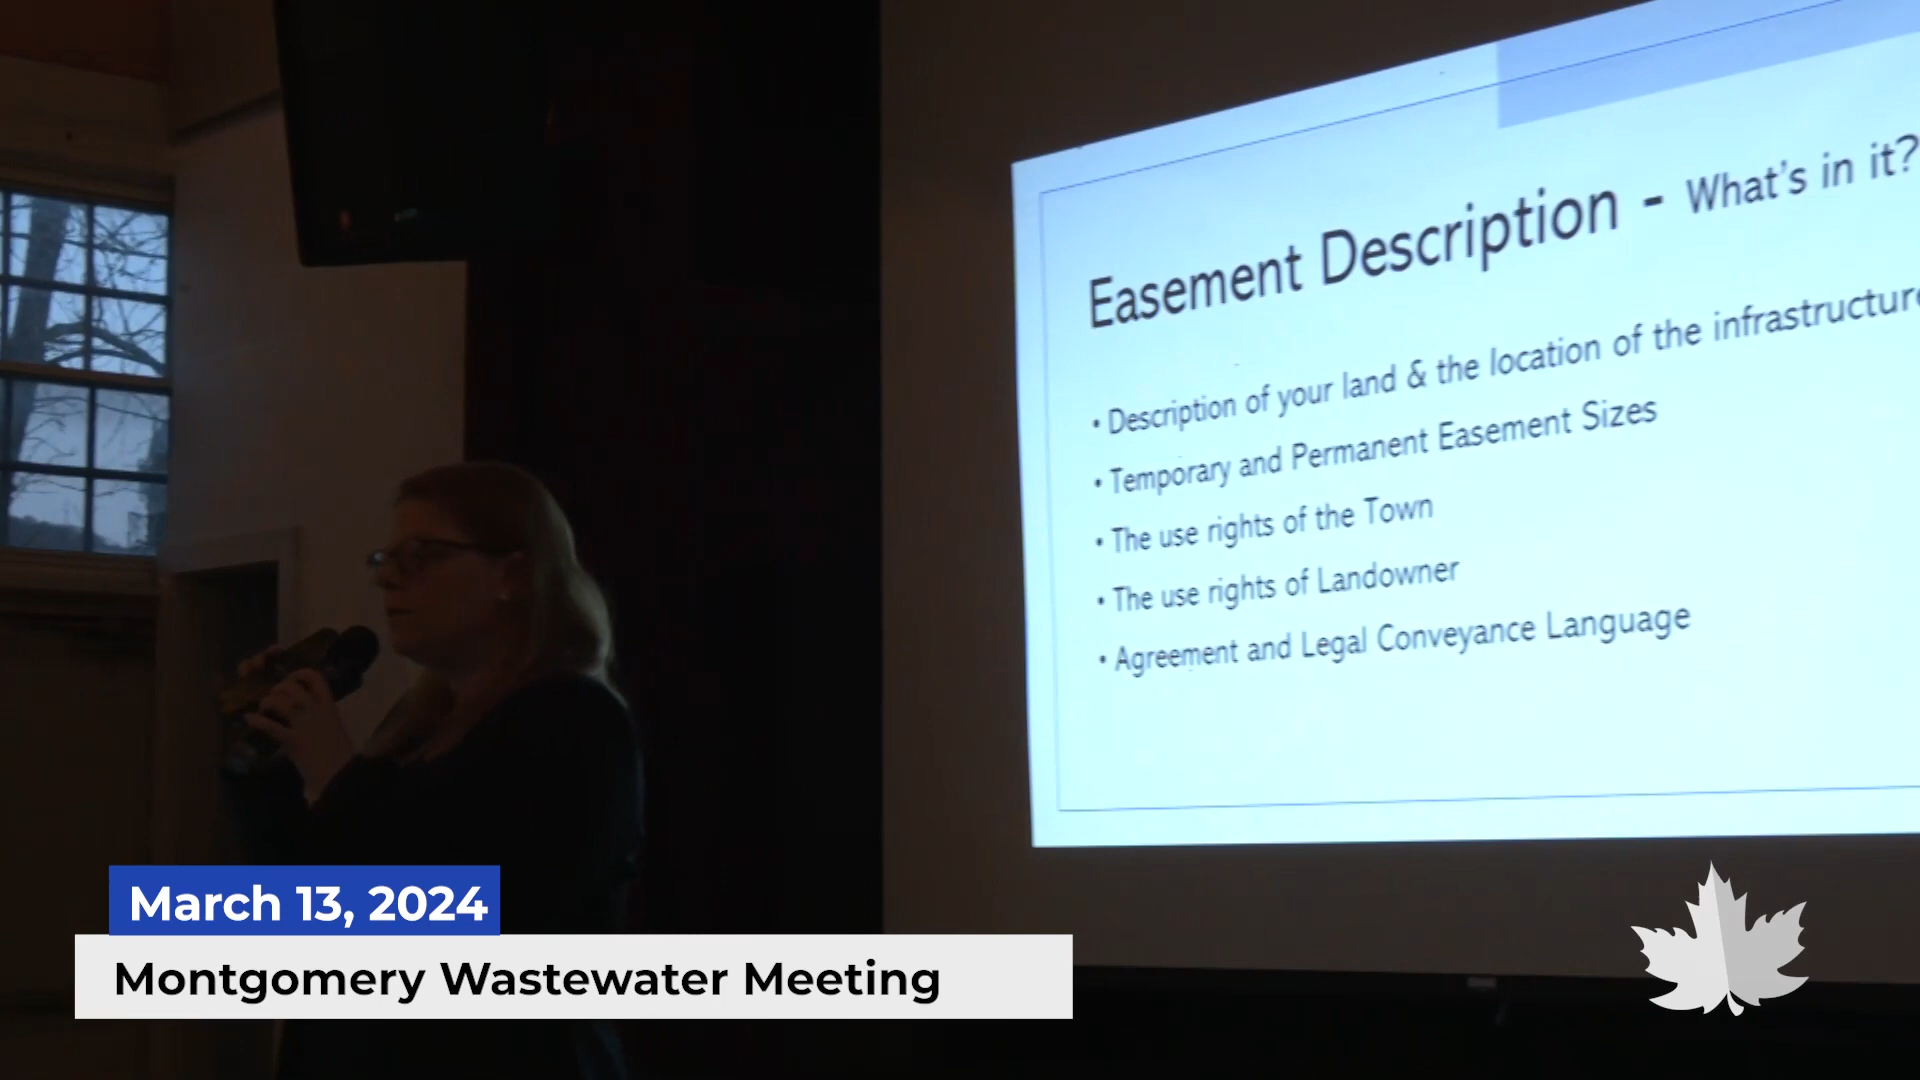 Easement Description - What's in it?
• Description of your land & the location of the infrastructure
• Temporary and Permanent Easement Sizes
• The use rights of the Town
• The use rights of Landowner
• Agreement and Legal Conveyance Language
March 13, 2024
Montgomery Wastewater Meeting